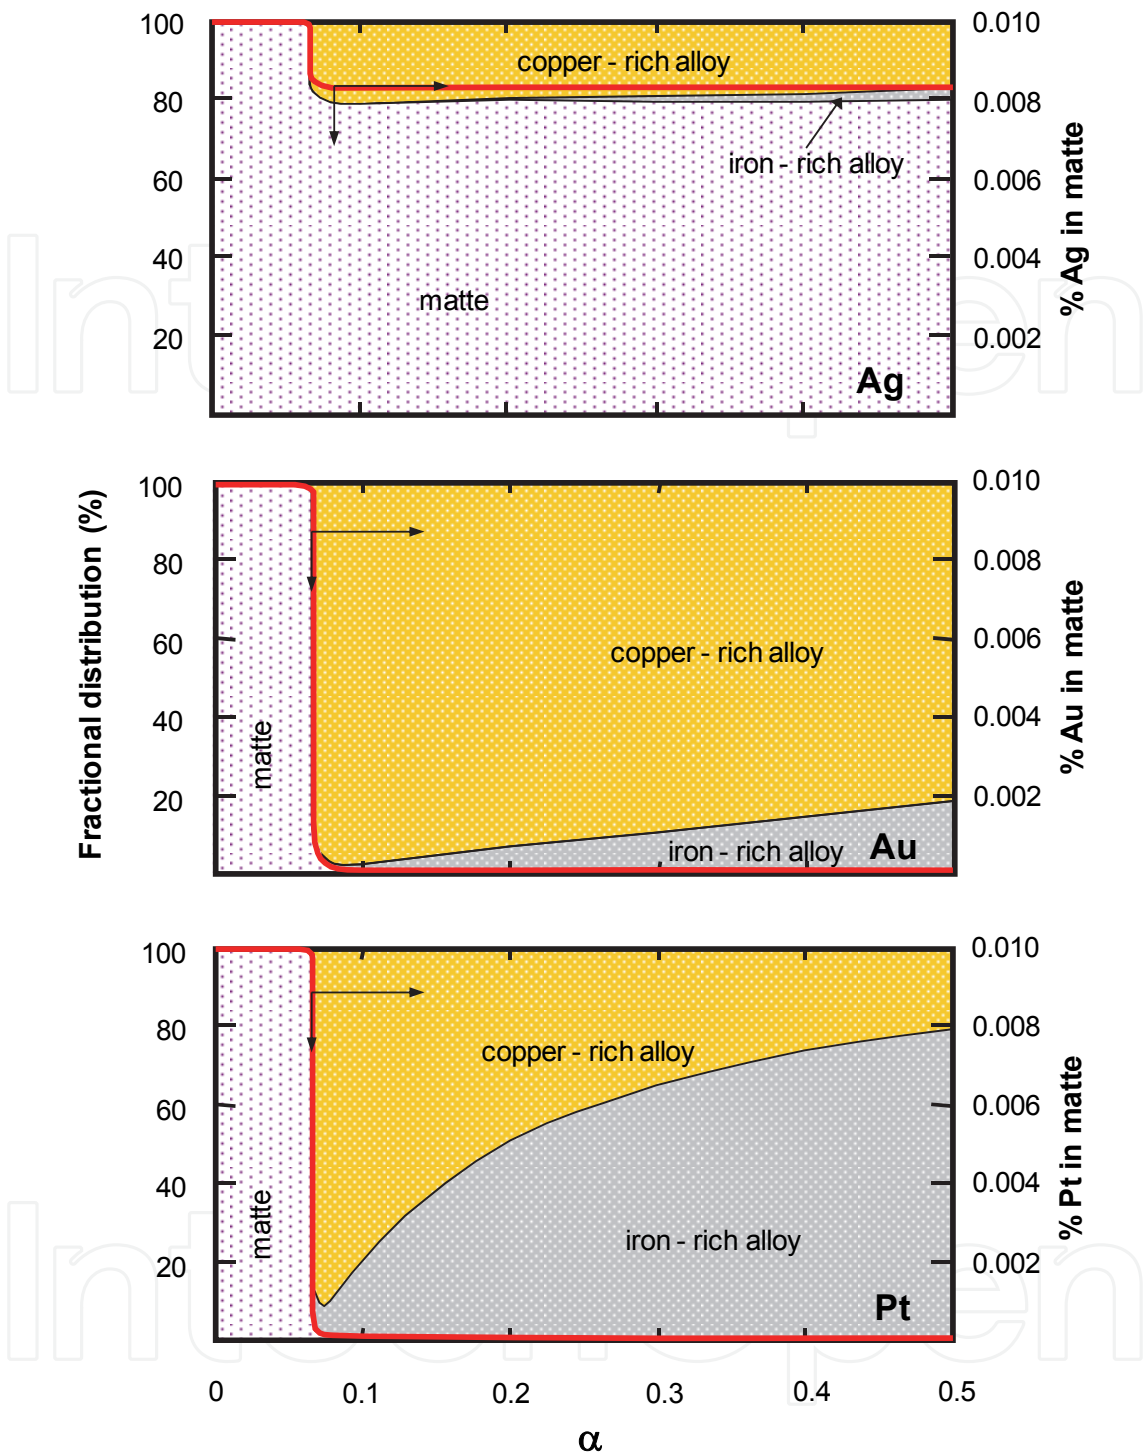 100
80
60
40
20
copper - rich alloy
iron - rich alloy
matte
Ag
0.010
0.008
0.006
0.004
0.002
% Ag in matte
Fractional distribution (%)
100
80
60
40
20
matte
copper - rich alloy
iron - rich alloy
Au
0.010
0.008
0.006
0.004
0.002
% Au in matte
100
80
60
40
20
matte
copper - rich alloy
iron - rich alloy
Pt
0.010
0.008
0.006
0.004
0.002
% Pt in matte
0 0.1 0.2 0.3 0.4 0.5
α
IntechOpen
IntechOpen